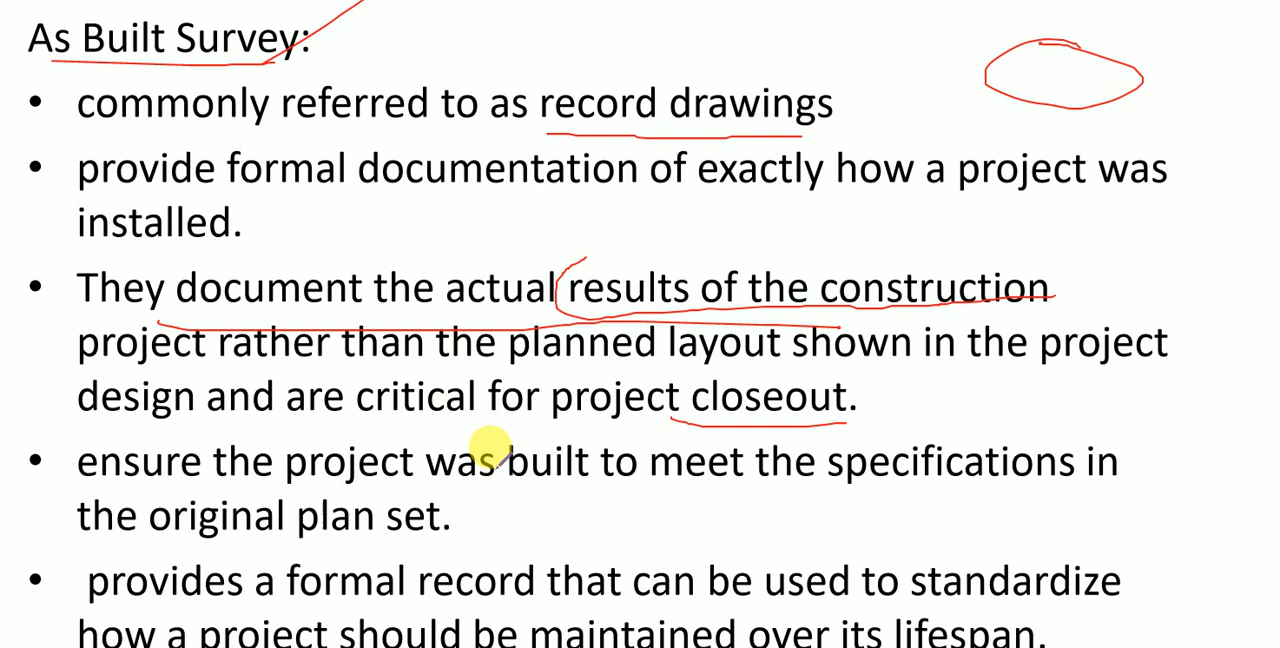 As Built Survey:
• commonly referred to as record drawings
• provide formal documentation of exactly how a project was
installed.
• They document the actual results of the construction
project rather than the planned layout shown in the project
design and are critical for project closeout.
• ensure the project was built to meet the specifications in
the original plan set.
• provides a formal record that can be used to standardize
how a project should be maintained over its lifespan.